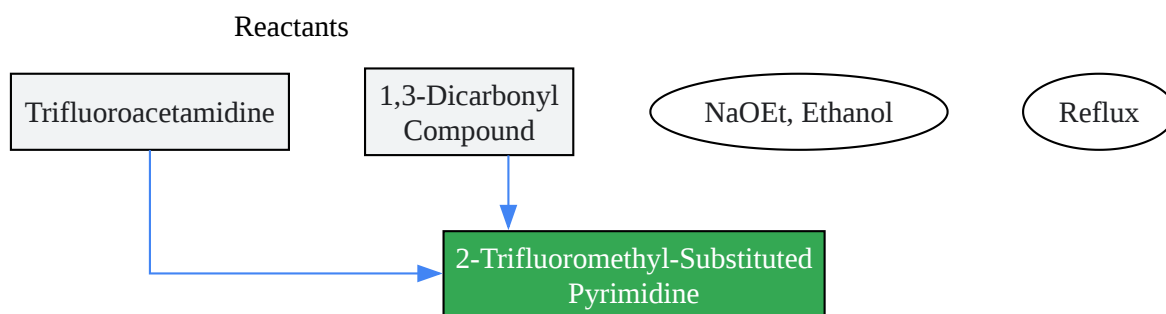 Reactants
Trifluoroacetamidine
1,3-Dicarbonyl
Compound
NaOEt, Ethanol
Reflux
2-Trifluoromethyl-Substituted
Pyrimidine